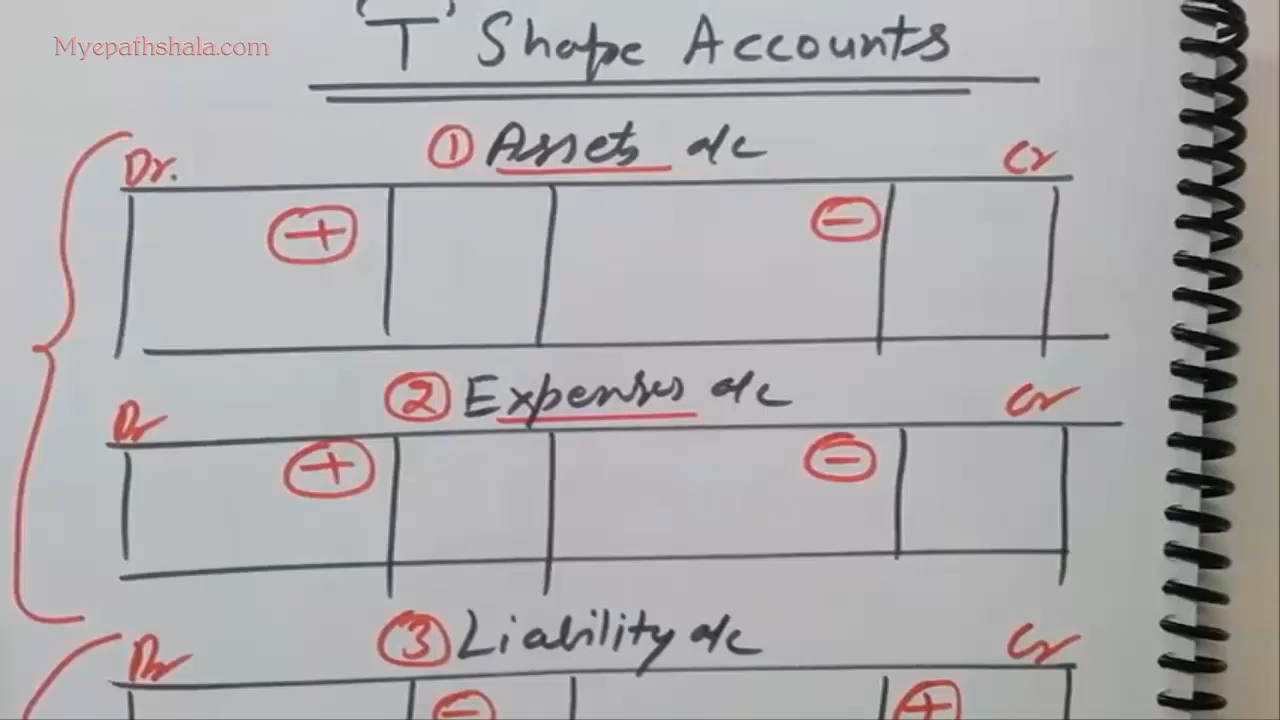 Myepathshala.com
'T' Shape Accounts
① Assets a/c
Dr. Cr
+ −
② Expenses a/c
Dr Cr
+ −
③ Liability a/c
Dr Cr
− +